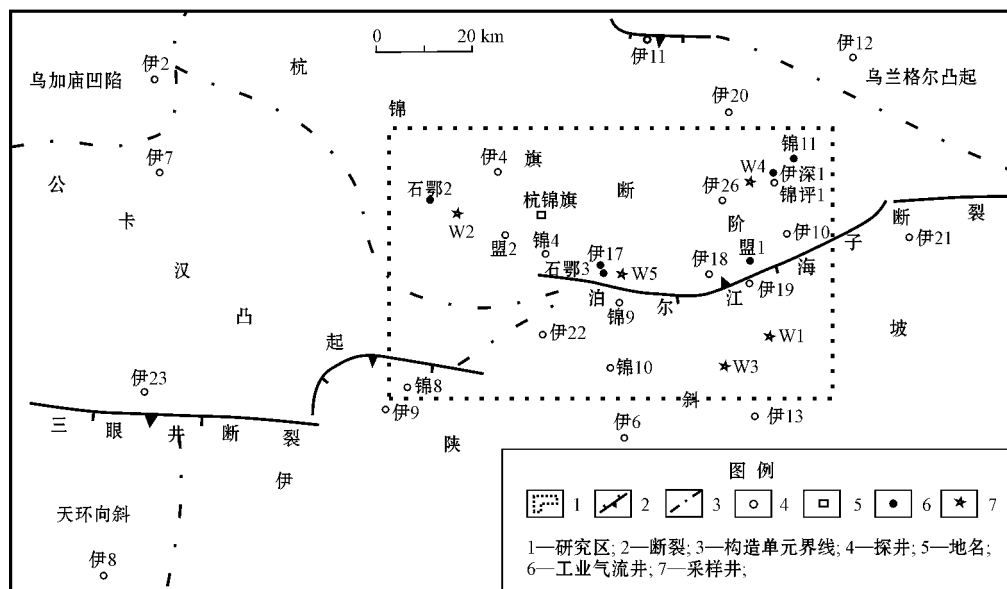 0 20 km
伊12
伊2
杭
伊11
乌加庙凹陷
乌兰格尔凸起
锦
伊20
伊7
伊4
旗
锦11
W4
伊深1
公
石鄂2
断
伊26
锦评1
卡
W2
杭锦旗
阶
断 裂
盟2
锦4
伊10
子
伊21
汉
伊17
伊18
盟1
海
石鄂3
W5
泊 尔 江
伊19
凸
锦9
起
伊22
W1
坡
伊23
锦8
锦10
W3
斜
伊9
伊13
三 眼 井 断 裂
陕
伊6
伊
图 例
1 2 3 4 5 6 7
天环向斜
1—研究区; 2—断裂; 3—构造单元界线; 4—探井; 5—地名;
伊8
6—工业气流井; 7—采样井;